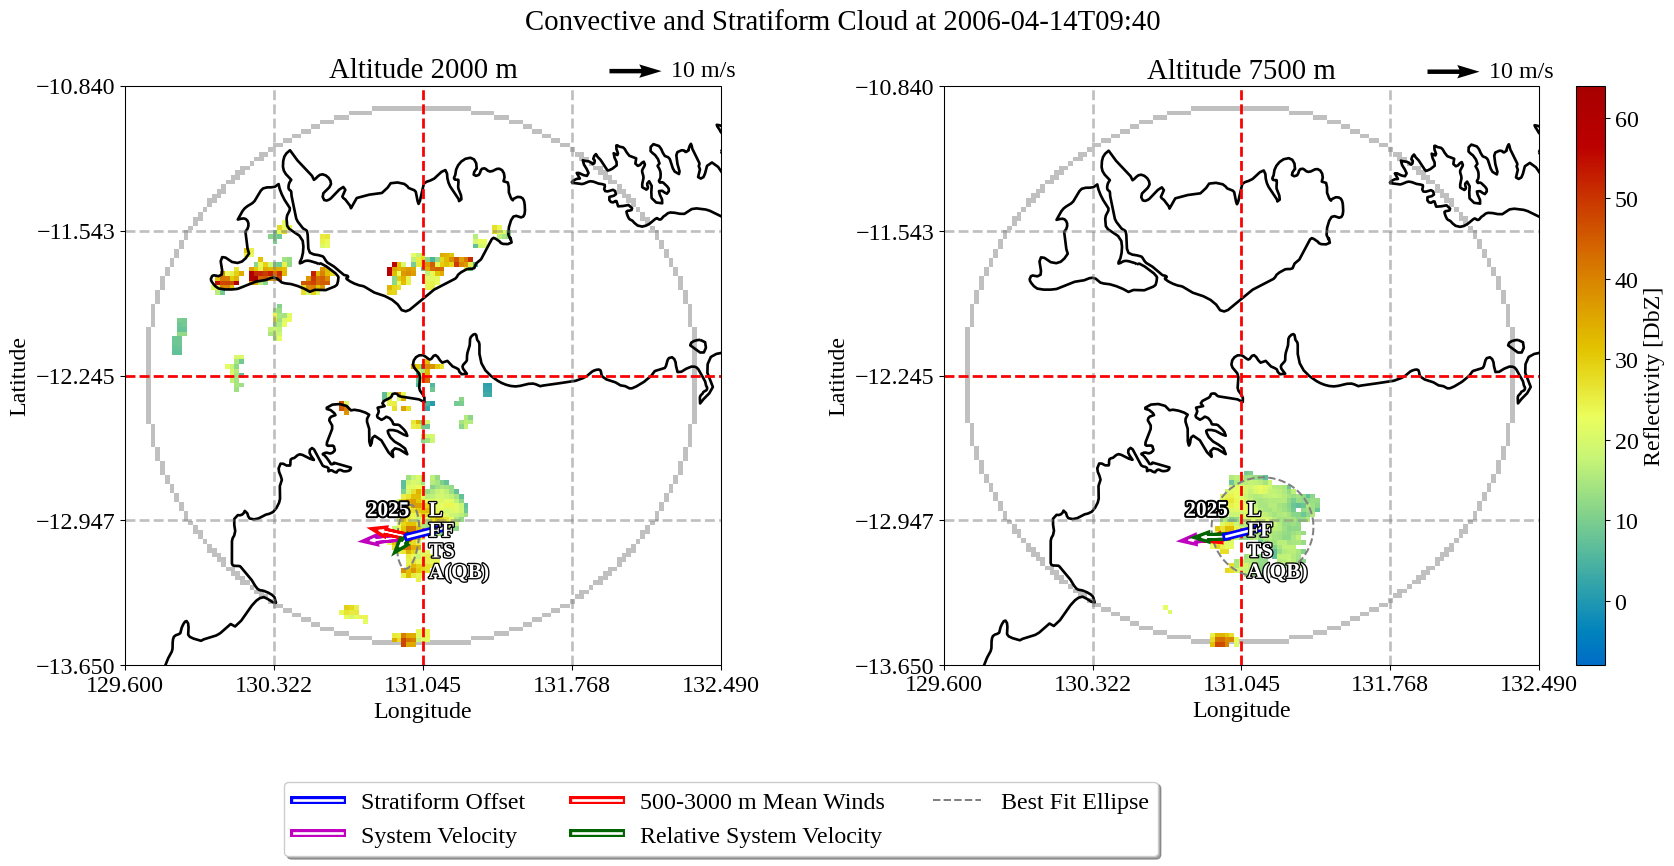 Convective and Stratiform Cloud at 2006-04-14T09:40
Altitude 2000 m
10 m/s
−10.840
−11.543
−12.245
−12.947
−13.650
Latitude
2025
L
FF
TS
A(QB)
129.600
130.322
131.045
131.768
132.490
Longitude
Altitude 7500 m
10 m/s
−10.840
−11.543
−12.245
−12.947
−13.650
Latitude
2025
L
FF
TS
A(QB)
129.600
130.322
131.045
131.768
132.490
Longitude
60
50
40
30
20
10
0
Reflectivity [DbZ]
Stratiform Offset
System Velocity
500-3000 m Mean Winds
Relative System Velocity
Best Fit Ellipse